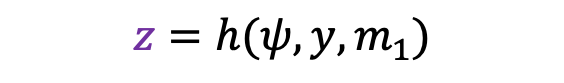 z = h(ψ, y, m₁)